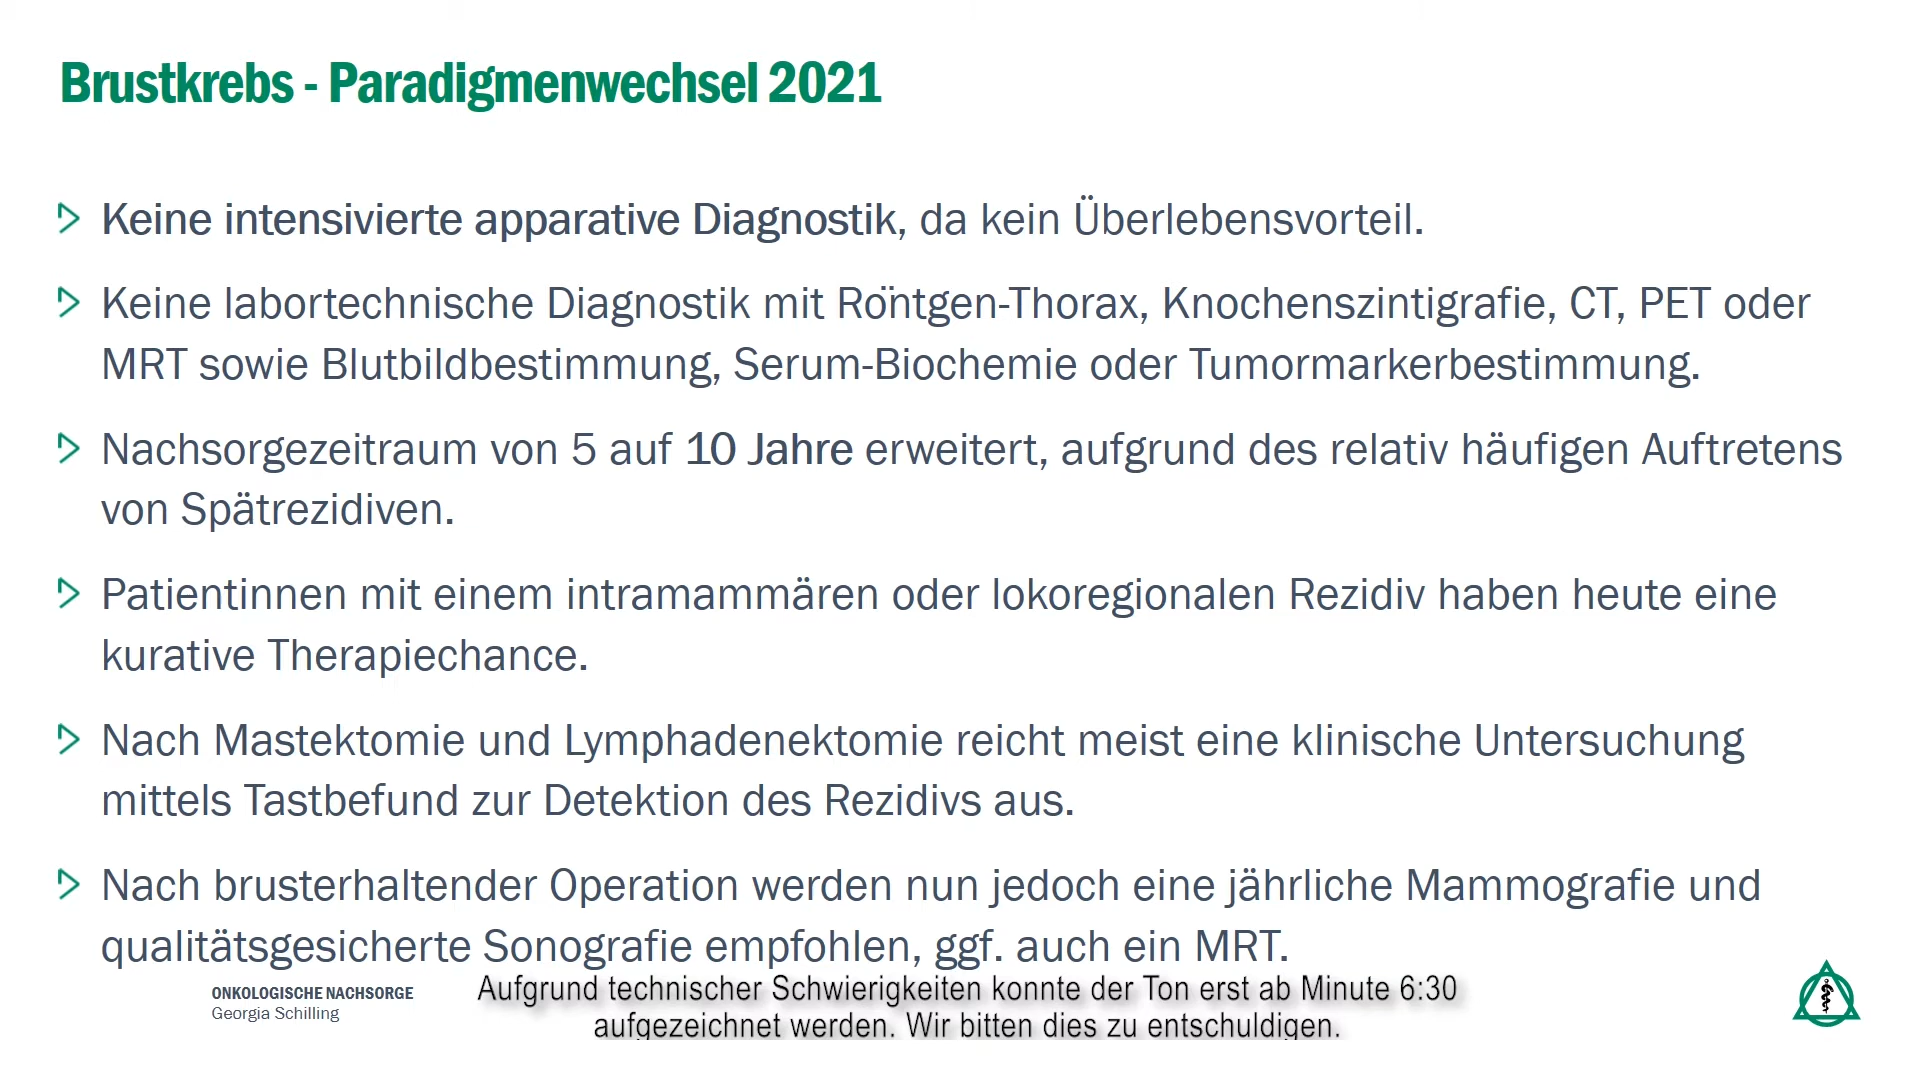 Brustkrebs - Paradigmenwechsel 2021
Keine intensivierte apparative Diagnostik, da kein Überlebensvorteil.
Keine labortechnische Diagnostik mit Röntgen-Thorax, Knochenszintigrafie, CT, PET oder
MRT sowie Blutbildbestimmung, Serum-Biochemie oder Tumormarkerbestimmung.
Nachsorgezeitraum von 5 auf 10 Jahre erweitert, aufgrund des relativ häufigen Auftretens
von Spätrezidiven.
Patientinnen mit einem intramammären oder lokoregionalen Rezidiv haben heute eine
kurative Therapiechance.
Nach Mastektomie und Lymphadenektomie reicht meist eine klinische Untersuchung
mittels Tastbefund zur Detektion des Rezidivs aus.
Nach brusterhaltender Operation werden nun jedoch eine jährliche Mammografie und
qualitätsgesicherte Sonografie empfohlen, ggf. auch ein MRT.
ONKOLOGISCHE NACHSORGE
Georgia Schilling
Aufgrund technischer Schwierigkeiten konnte der Ton erst ab Minute 6:30
aufgezeichnet werden. Wir bitten dies zu entschuldigen.